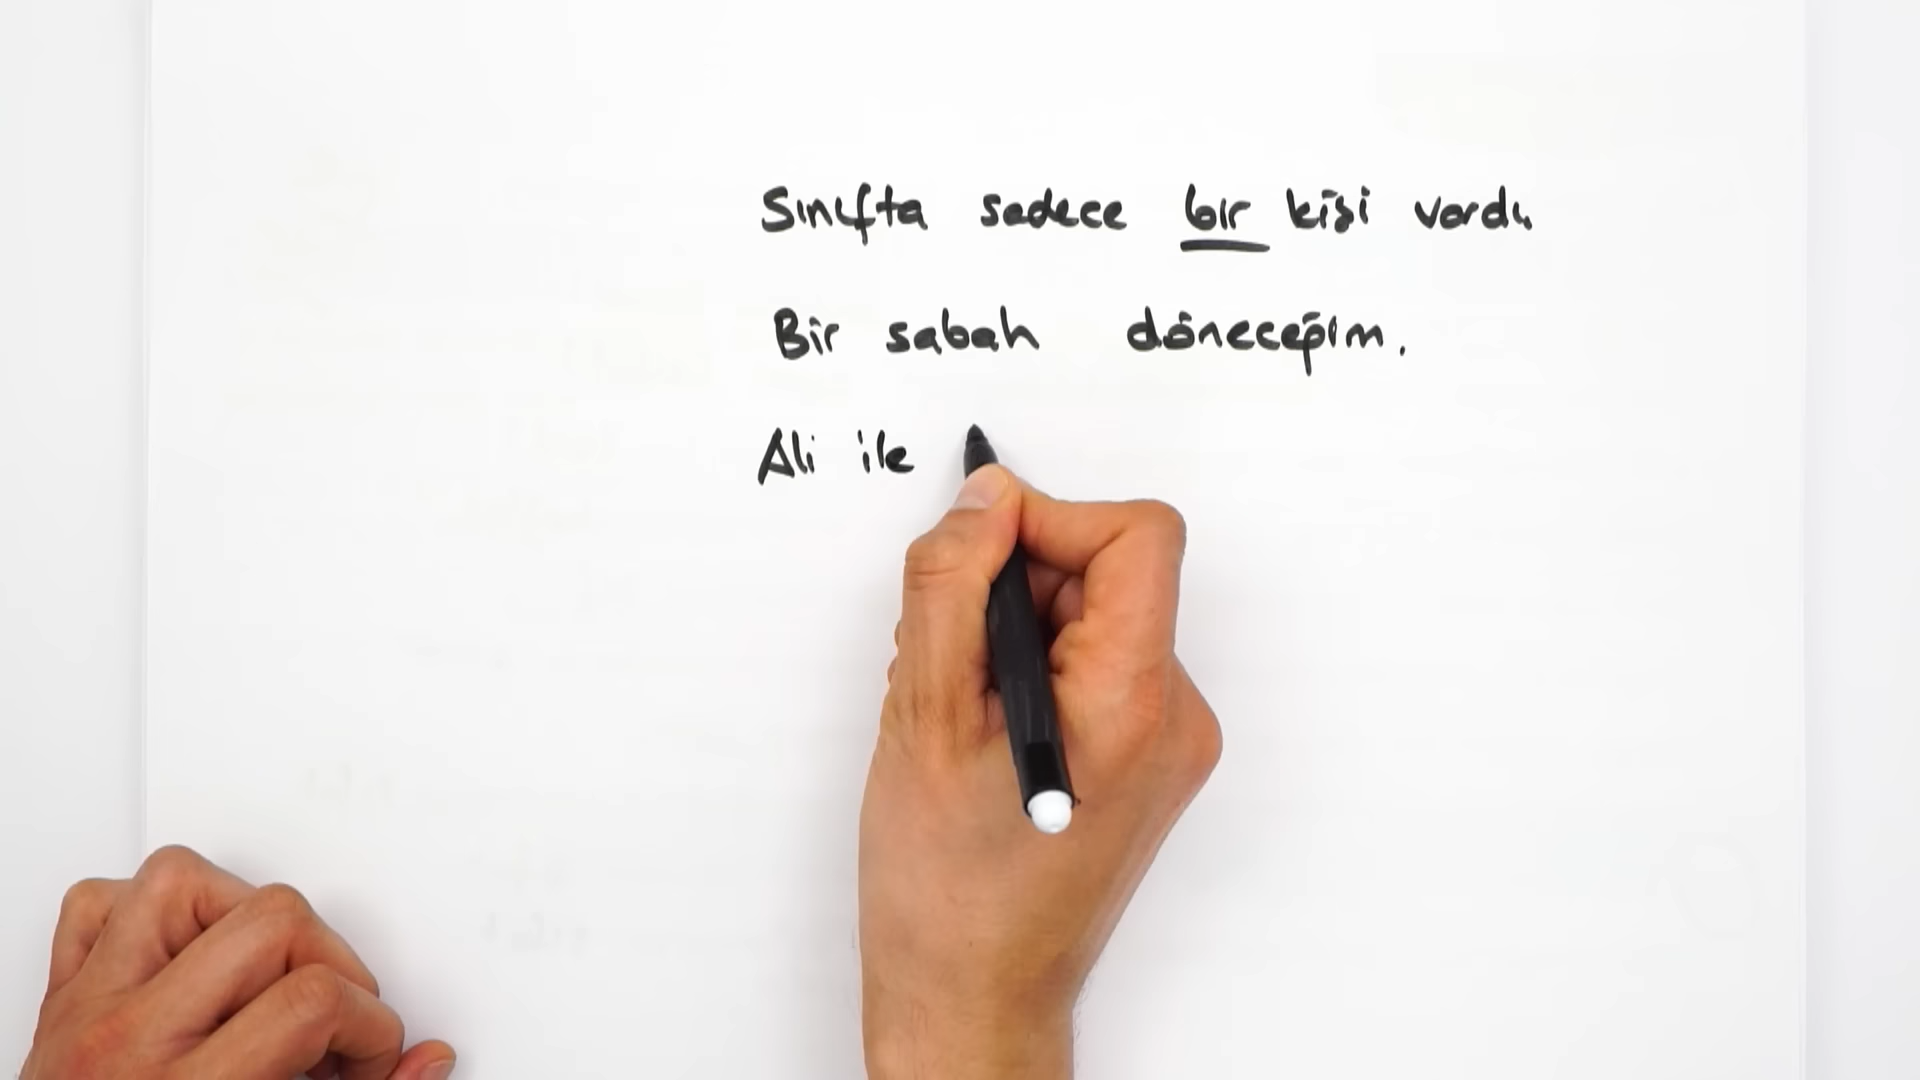 Sınıfta sadece bir kişi vardı
Bir sabah döneceğim.
Ali ile